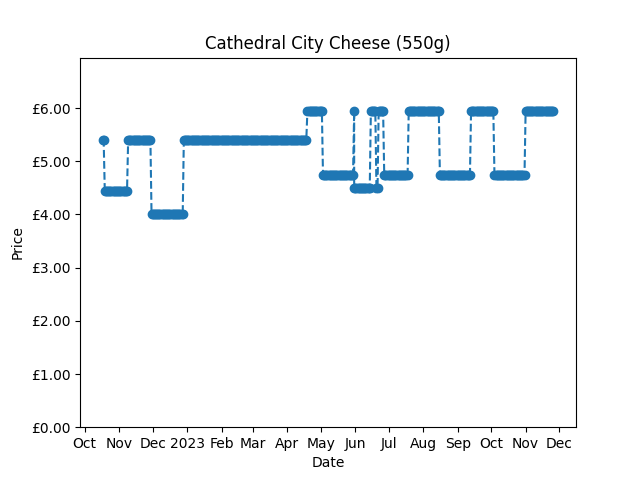 Cathedral City Cheese (550g)
£6.00
£5.00
£4.00
£3.00
£2.00
£1.00
£0.00
Price
Oct Nov Dec 2023 Feb Mar Apr May Jun Jul Aug Sep Oct Nov Dec
Date